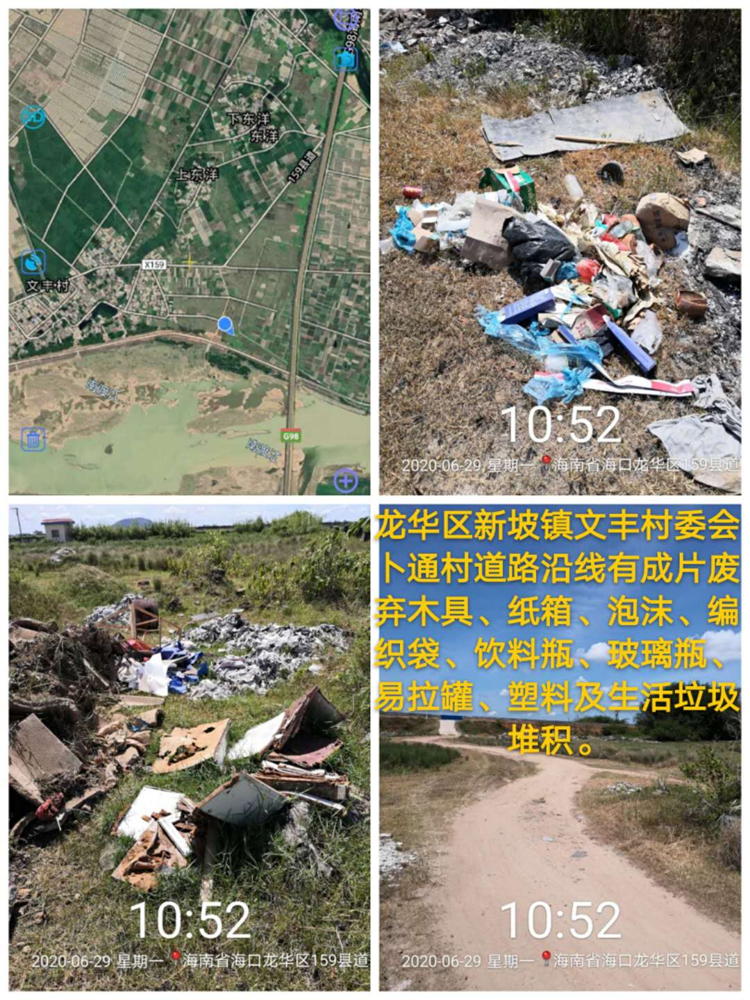 下东洋
东洋
上东洋
159县道
X159
文丰村
南渡江
G98
南渡江
10:52
2020-06-29 星期一 海南省海口龙华区159县道
10:52
2020-06-29 星期一 海南省海口龙华区159县道
龙华区新坡镇文丰村委会
卜通村道路沿线有成片废
弃木具、纸箱、泡沫、编
织袋、饮料瓶、玻璃瓶、
易拉罐、塑料及生活垃圾
堆积。
10:52
2020-06-29 星期一 海南省海口龙华区159县道